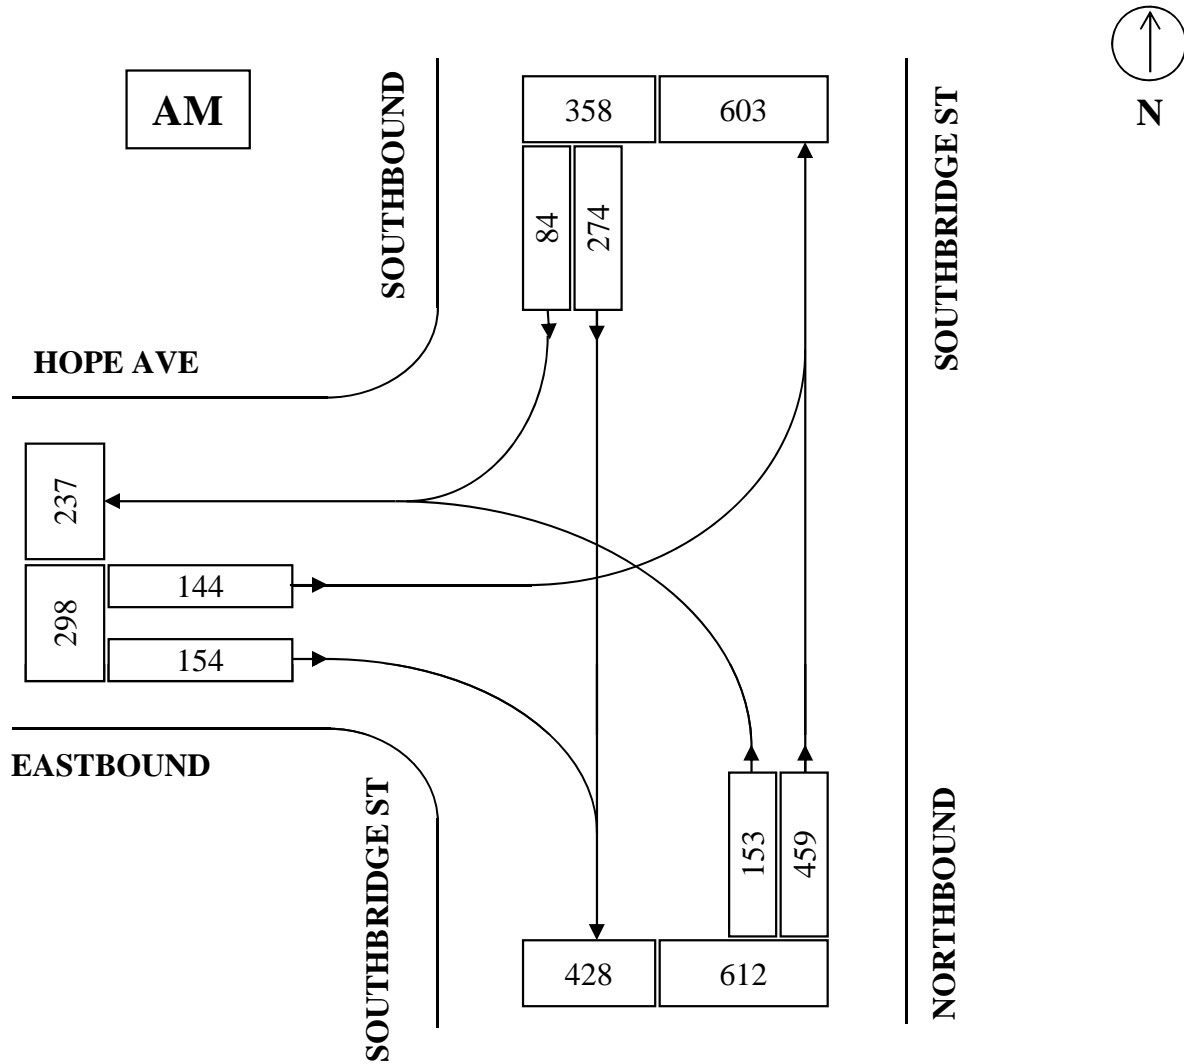 AM
SOUTHBOUND
358
603
SOUTHBRIDGE ST
N
84
274
HOPE AVE
237
298
144
154
EASTBOUND
SOUTHBRIDGE ST
153
459
NORTHBOUND
428
612